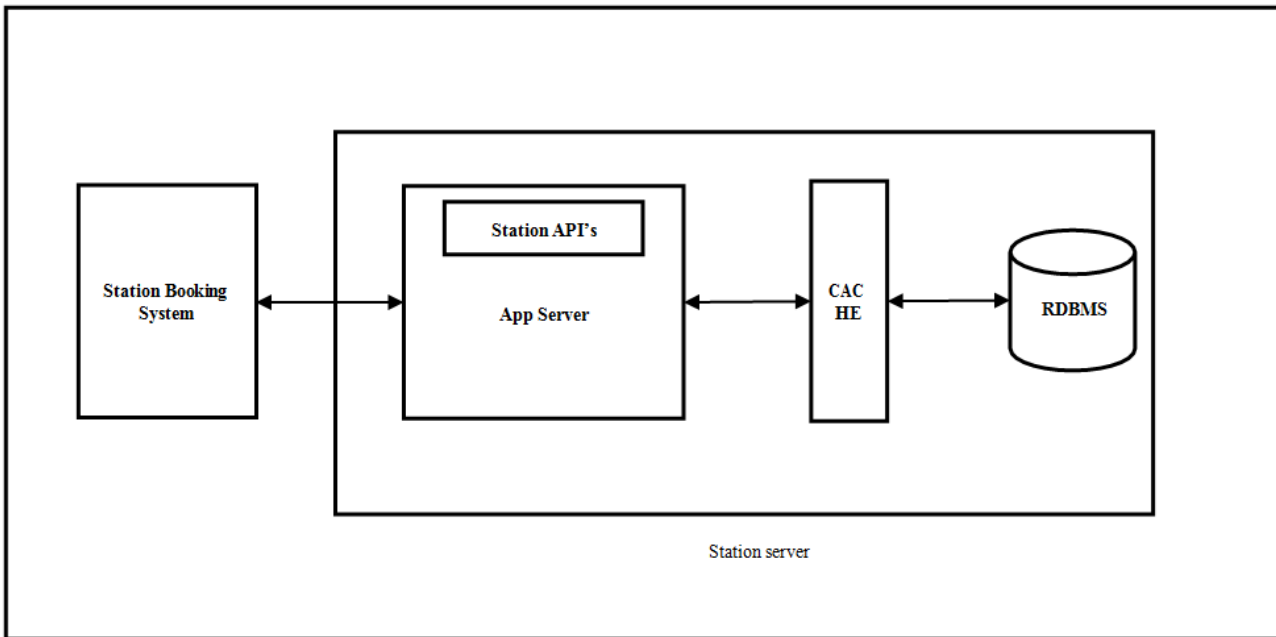 Station API's
Station Booking
System
App Server
CAC
HE
RDBMS
Station server